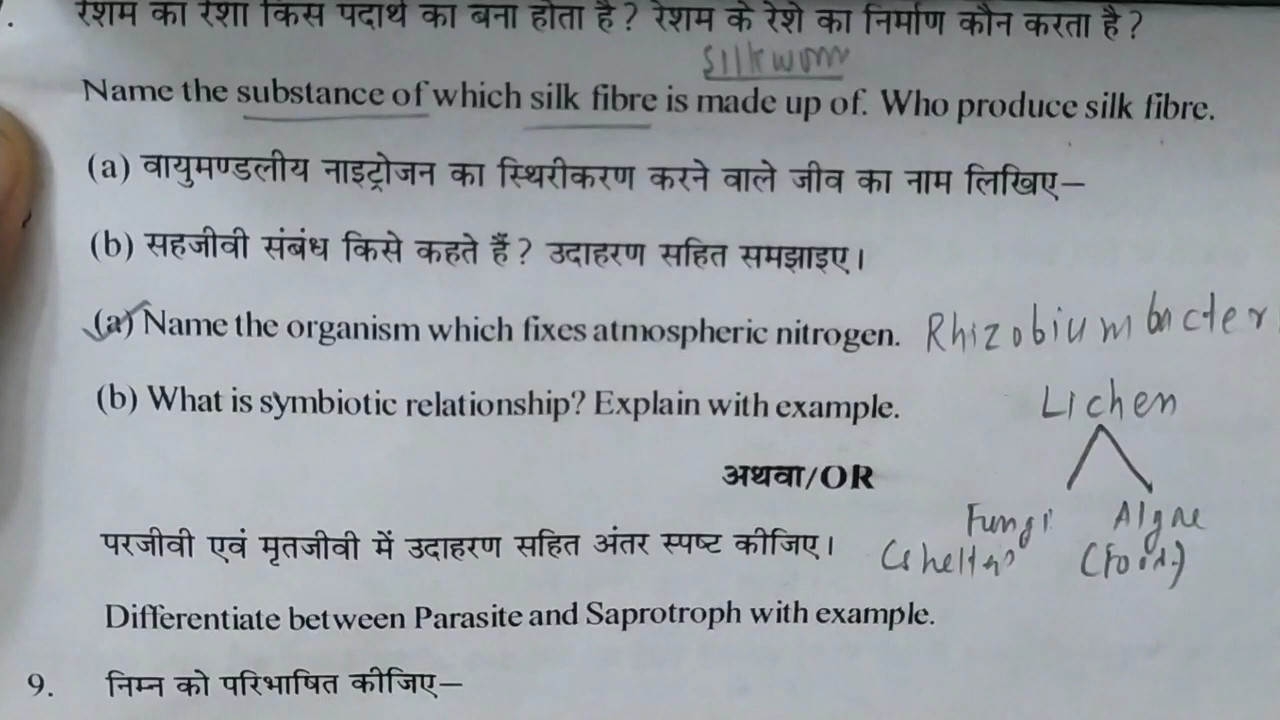 रेशम का रेशा किस पदार्थ का बना होता है? रेशम के रेशे का निर्माण कौन करता है?
silkworm
Name the substance of which silk fibre is made up of. Who produce silk fibre.
(a) वायुमण्डलीय नाइट्रोजन का स्थिरीकरण करने वाले जीव का नाम लिखिए–
(b) सहजीवी संबंध किसे कहते हैं? उदाहरण सहित समझाइए।
(a) Name the organism which fixes atmospheric nitrogen. Rhizobium bacter
(b) What is symbiotic relationship? Explain with example. Lichen
अथवा/OR
Fungi Algae
परजीवी एवं मृतजीवी में उदाहरण सहित अंतर स्पष्ट कीजिए। (Food)
Differentiate between Parasite and Saprotroph with example.
9. निम्न को परिभाषित कीजिए–